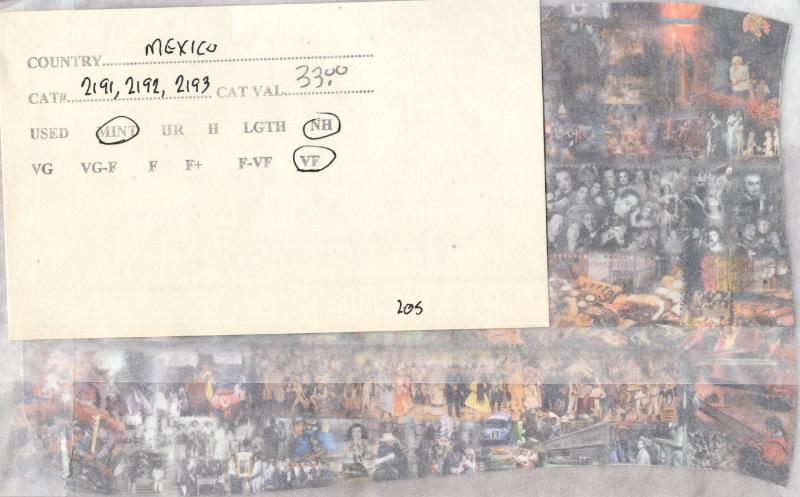 COUNTRY MEXICO
CAT# 2191, 2192, 2193 CAT VAL. 33.00
USED MINT HR H LGTH NH
VG VG-F F F+ F-VF VF
205